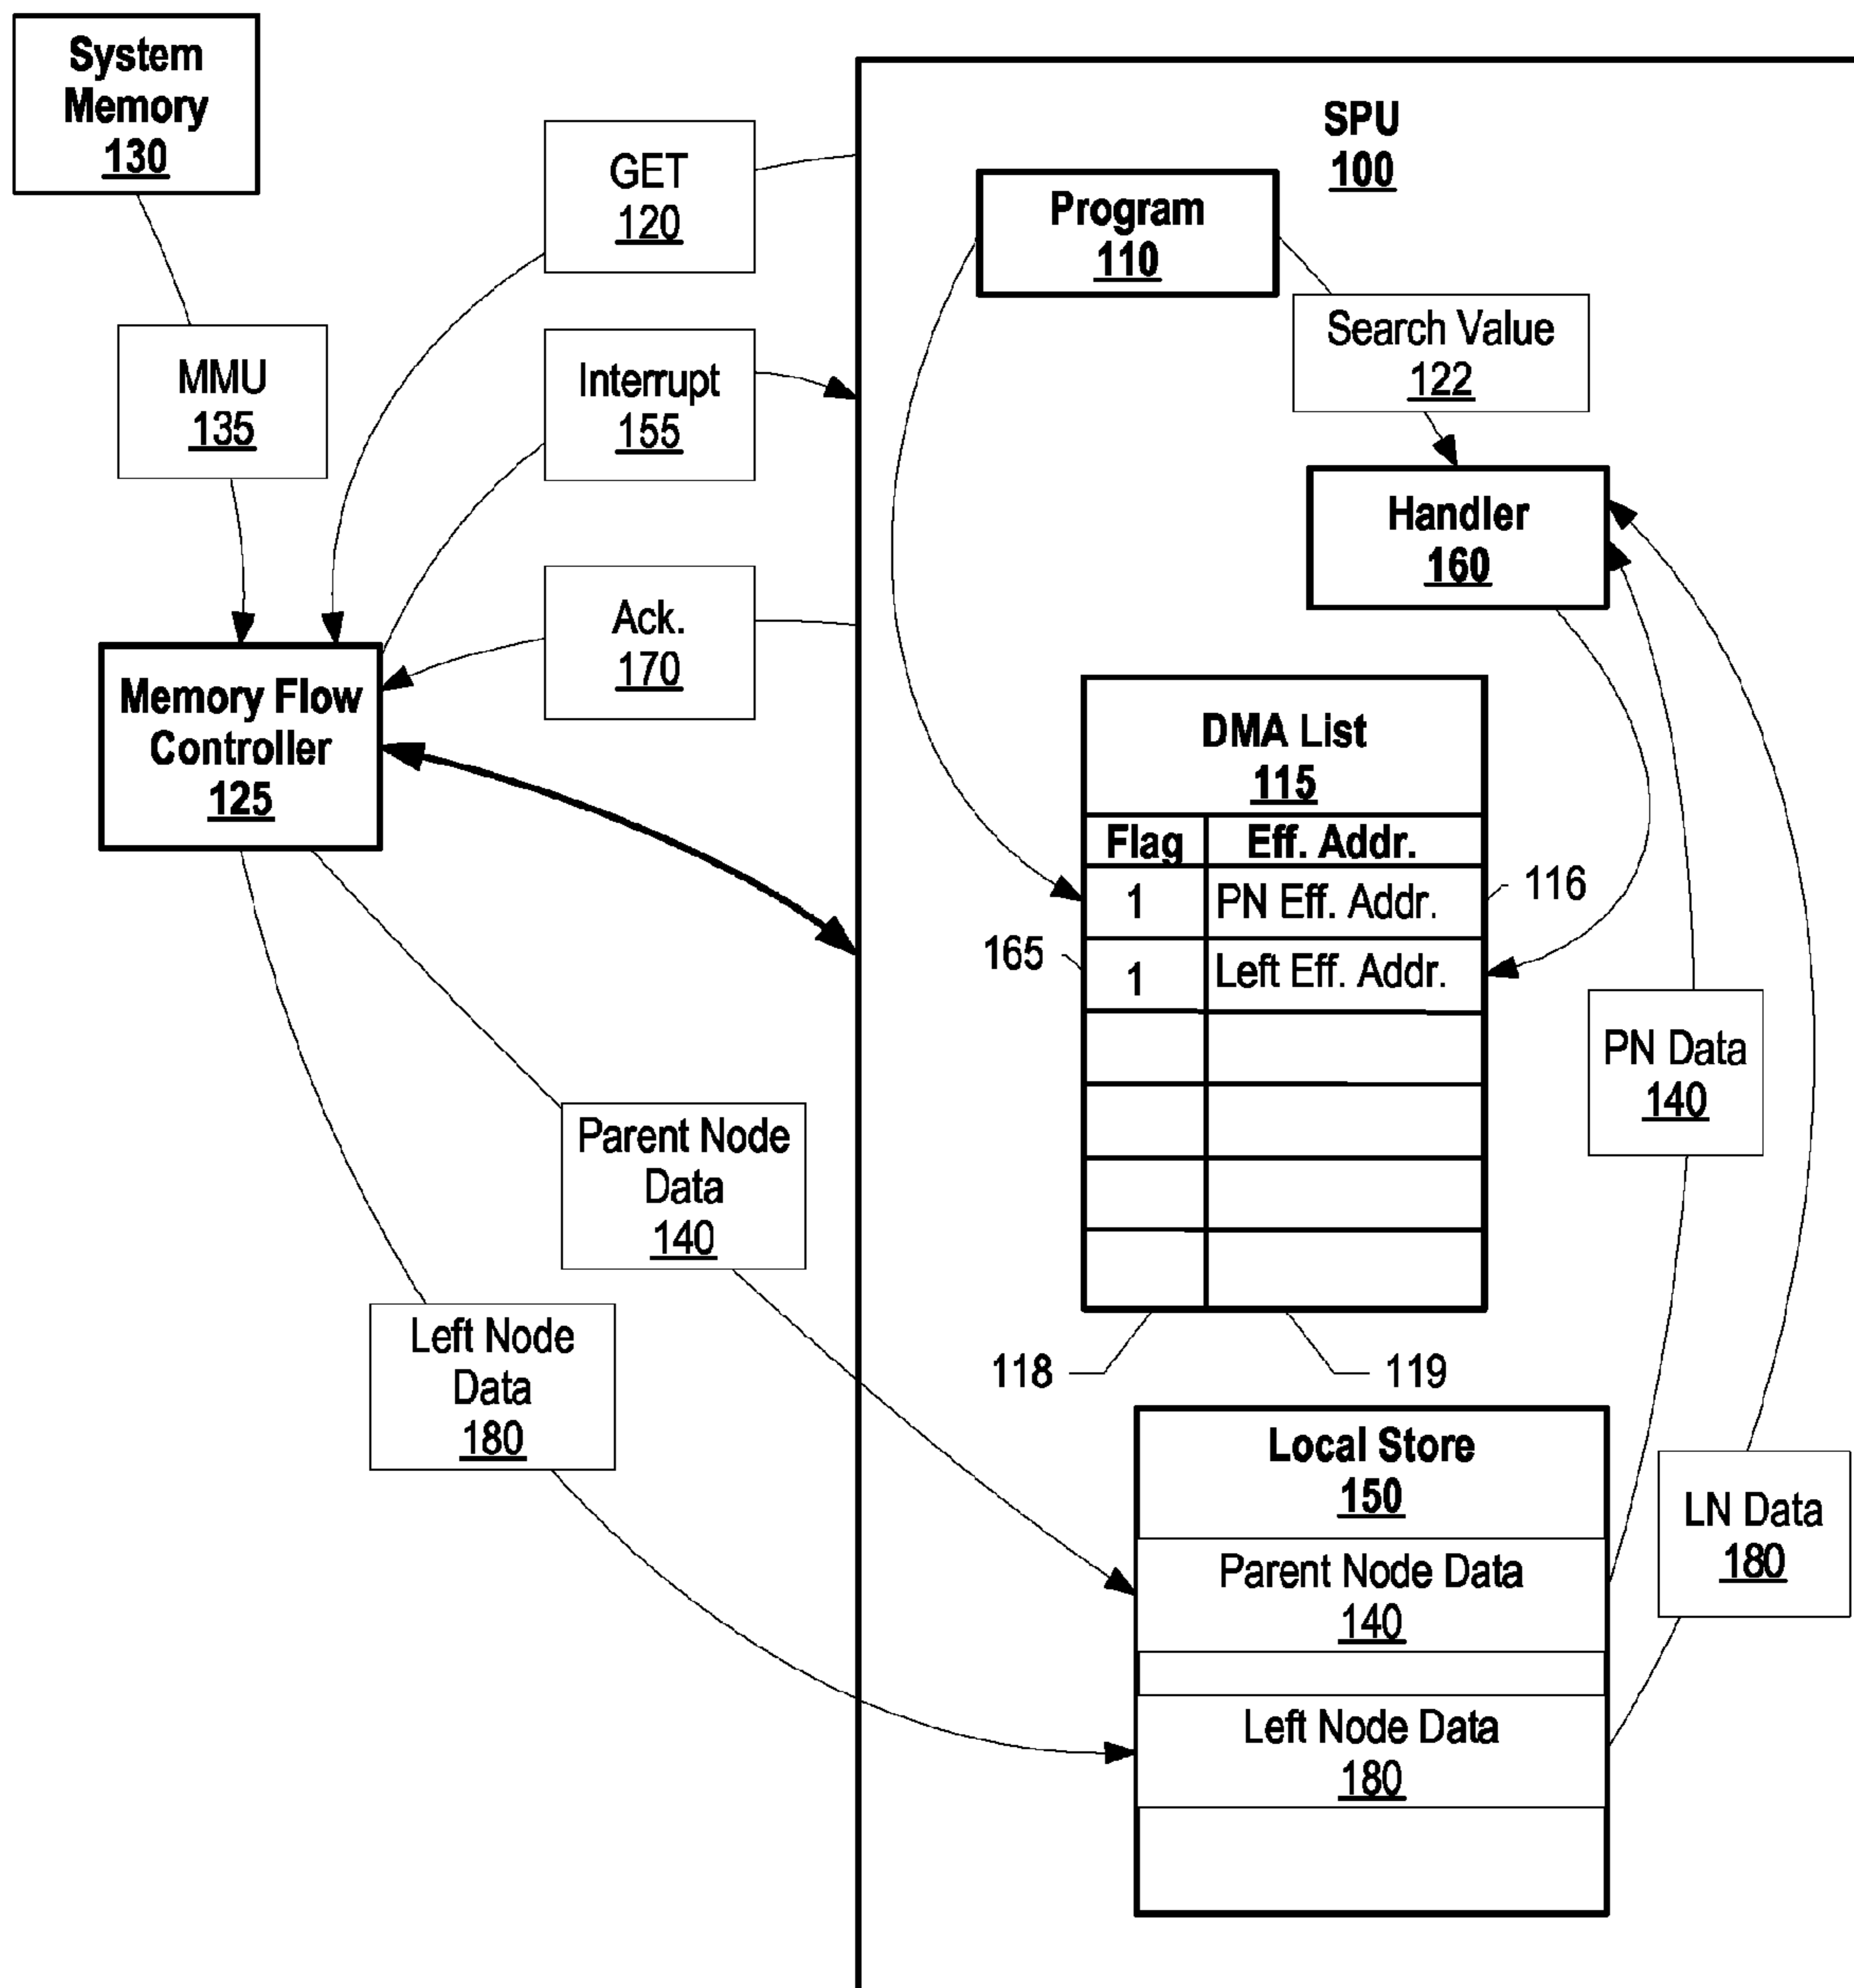 System
Memory
130
MMU
135
GET
120
Interrupt
155
Ack.
170
Memory Flow
Controller
125
Parent Node
Data
140
Left Node
Data
180
SPU
100
Program
110
Search Value
122
Handler
160
DMA List
115
Flag Eff. Addr.
1 PN Eff. Addr.
116
165
1 Left Eff. Addr.
118
119
PN Data
140
Local Store
150
Parent Node Data
140
Left Node Data
180
LN Data
180